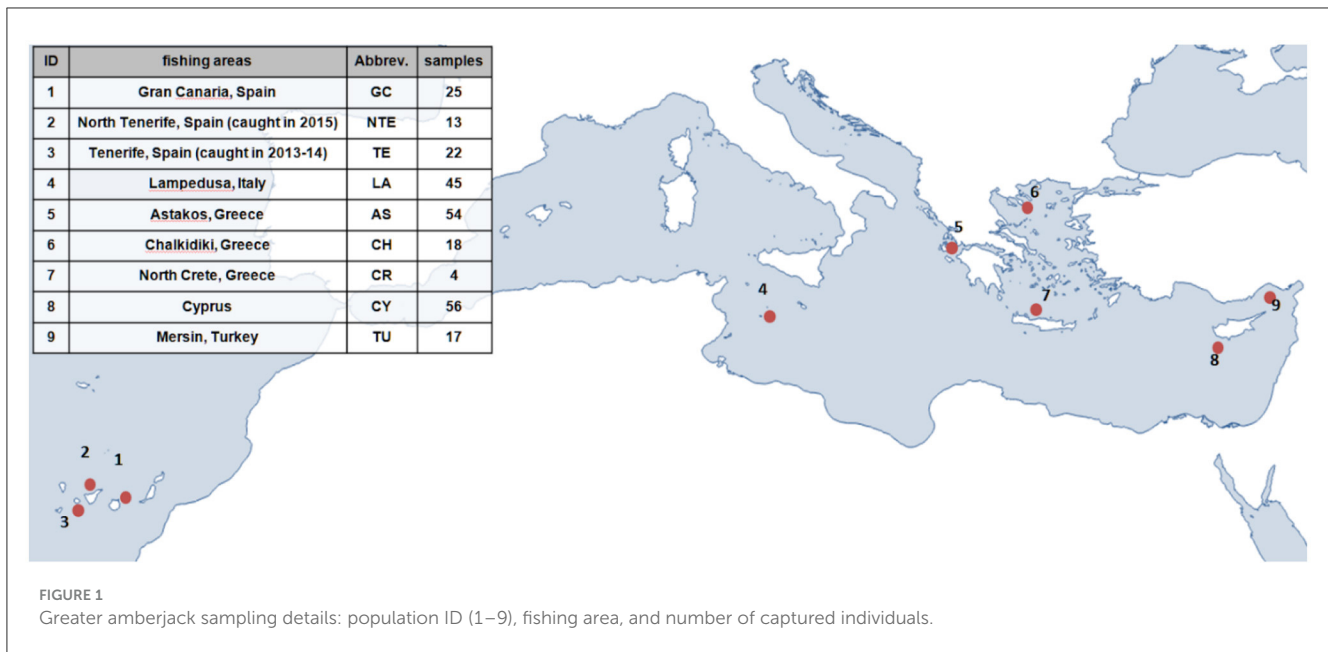 ID fishing areas Abbrev. samples
1 Gran Canaria, Spain GC 25
2 North Tenerife, Spain (caught in 2015) NTE 13
3 Tenerife, Spain (caught in 2013-14) TE 22
4 Lampedusa, Italy LA 45
5 Astakos, Greece AS 54
6 Chalkidiki, Greece CH 18
7 North Crete, Greece CR 4
8 Cyprus CY 56
9 Mersin, Turkey TU 17
6
5
4
7
9
8
2
1
3
FIGURE 1
Greater amberjack sampling details: population ID (1–9), fishing area, and number of captured individuals.